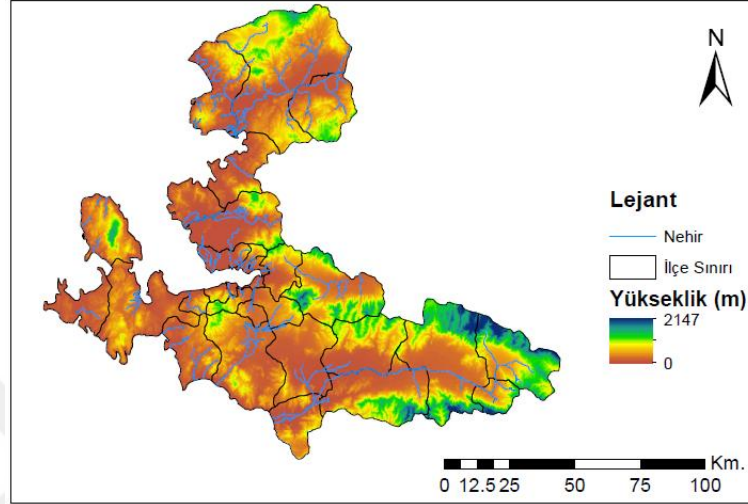 N
Lejant
Nehir
İlçe Sınırı
Yükseklik (m)
2147
0
Km.
0 12.5 25 50 75 100